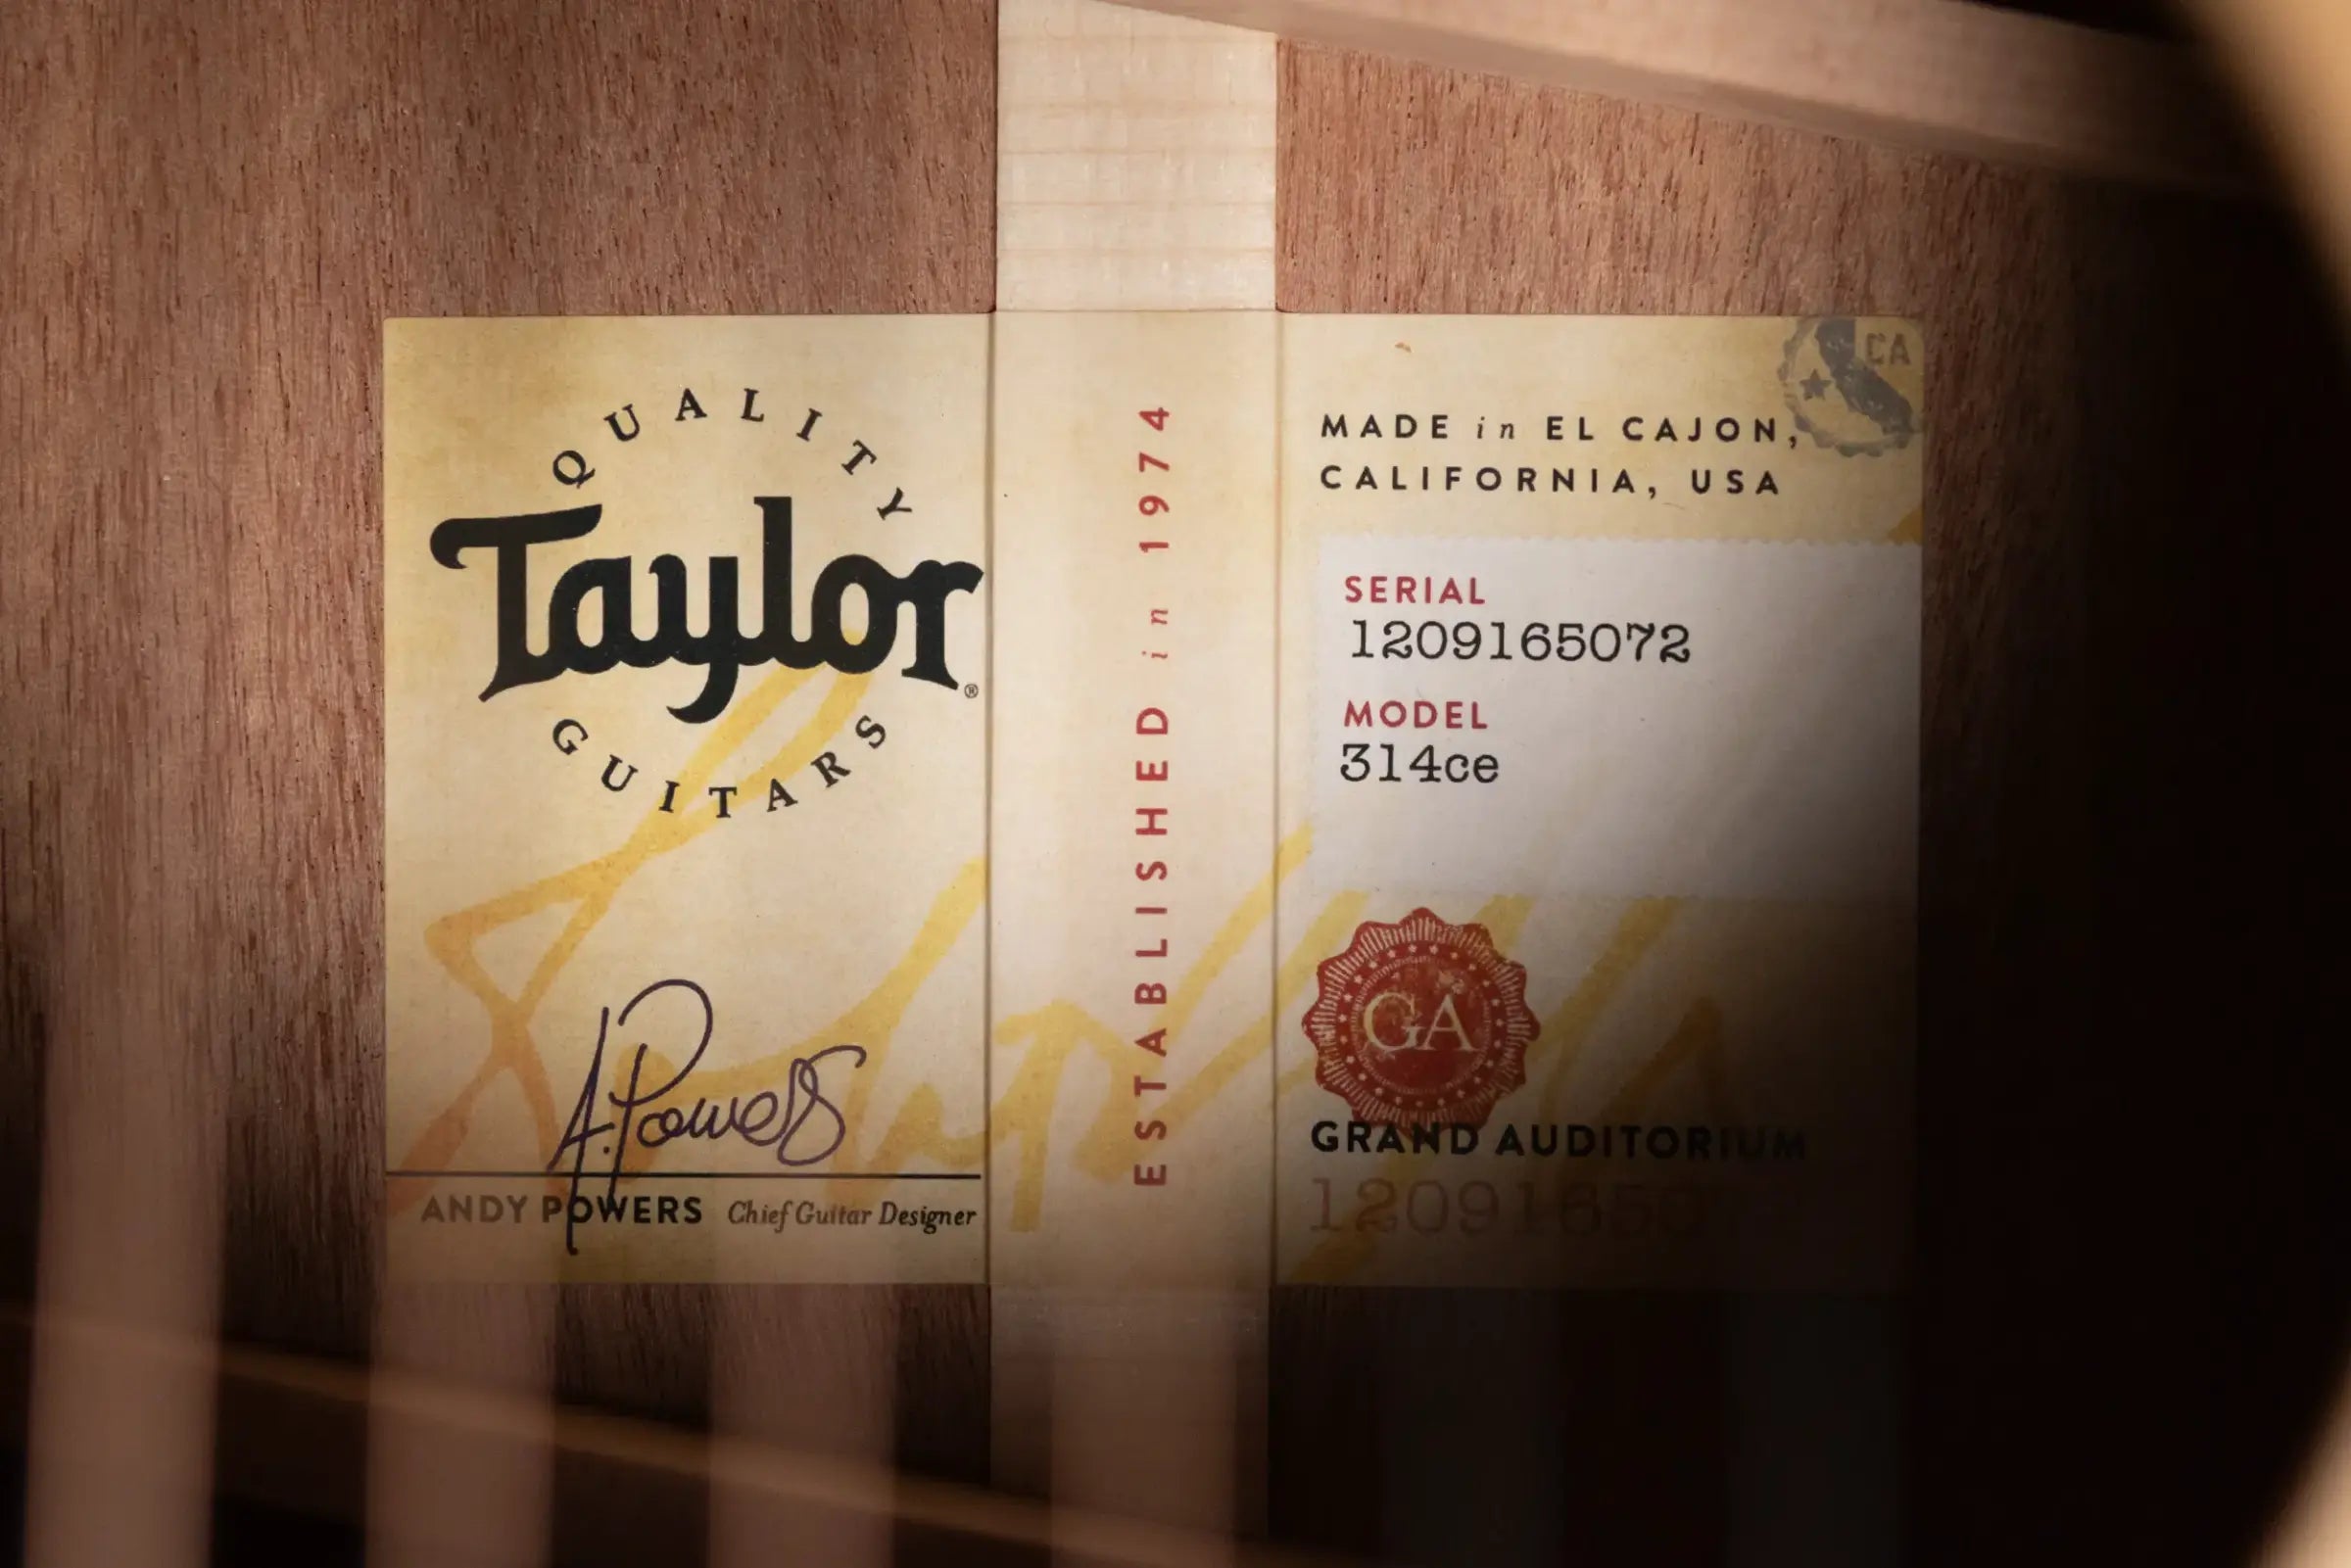 QUALITY
Taylor®
GUITARS
A. Powers
ANDY POWERS Chief Guitar Designer
ESTABLISHED in 1974
CA
MADE in EL CAJON,
CALIFORNIA, USA
SERIAL
1209165072
MODEL
314ce
GA
GRAND AUDITORIUM